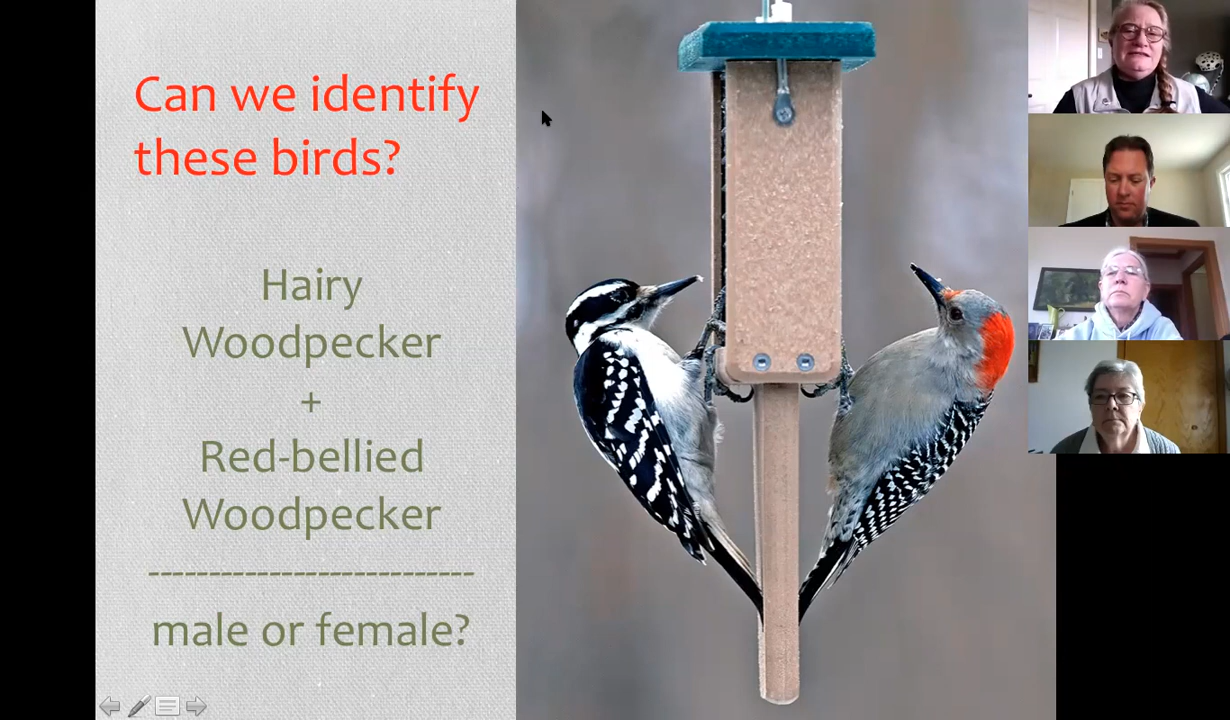 Can we identify
these birds?
Hairy
Woodpecker
+
Red-bellied
Woodpecker
---------------------------
male or female?